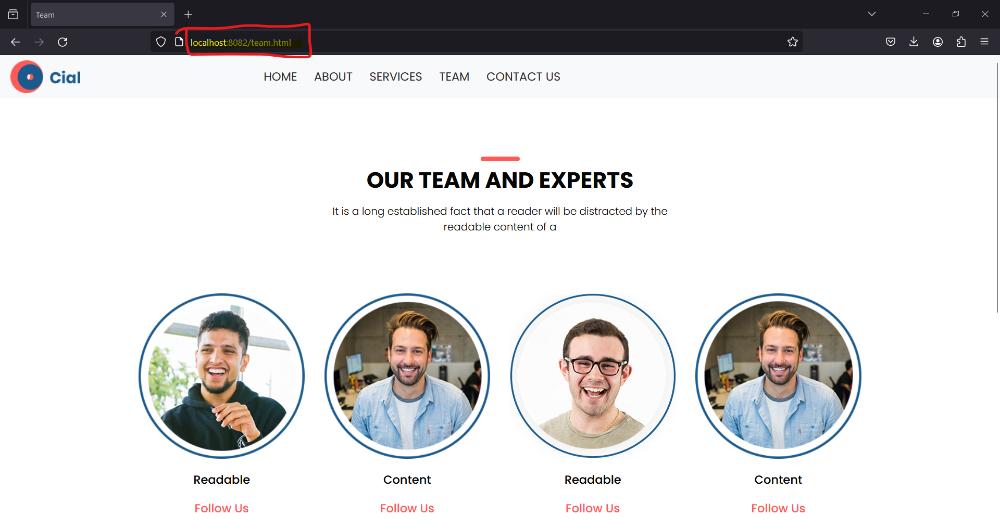 Team
localhost:8082/team.html
Cial
HOME ABOUT SERVICES TEAM CONTACT US
OUR TEAM AND EXPERTS
It is a long established fact that a reader will be distracted by the
readable content of a
Readable Content Readable Content
Follow Us Follow Us Follow Us Follow Us